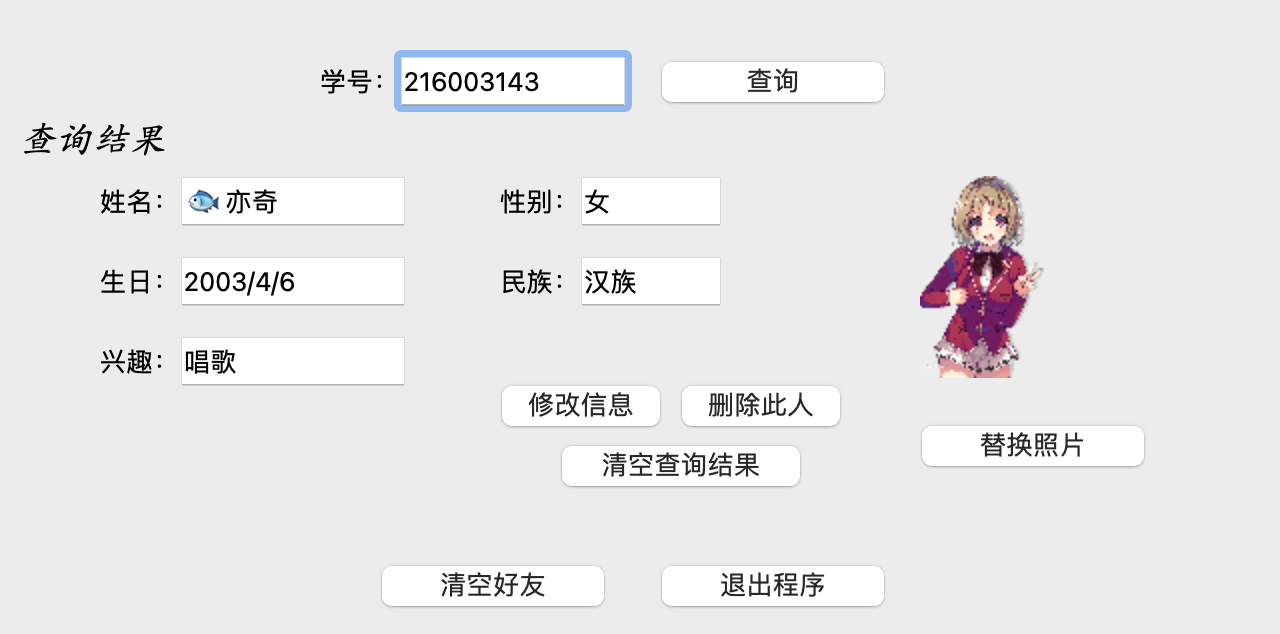 学号： 216003143 查询
查询结果
姓名： 🐟亦奇 性别： 女
生日： 2003/4/6 民族： 汉族
兴趣： 唱歌
修改信息 删除此人
替换照片
清空查询结果
清空好友 退出程序